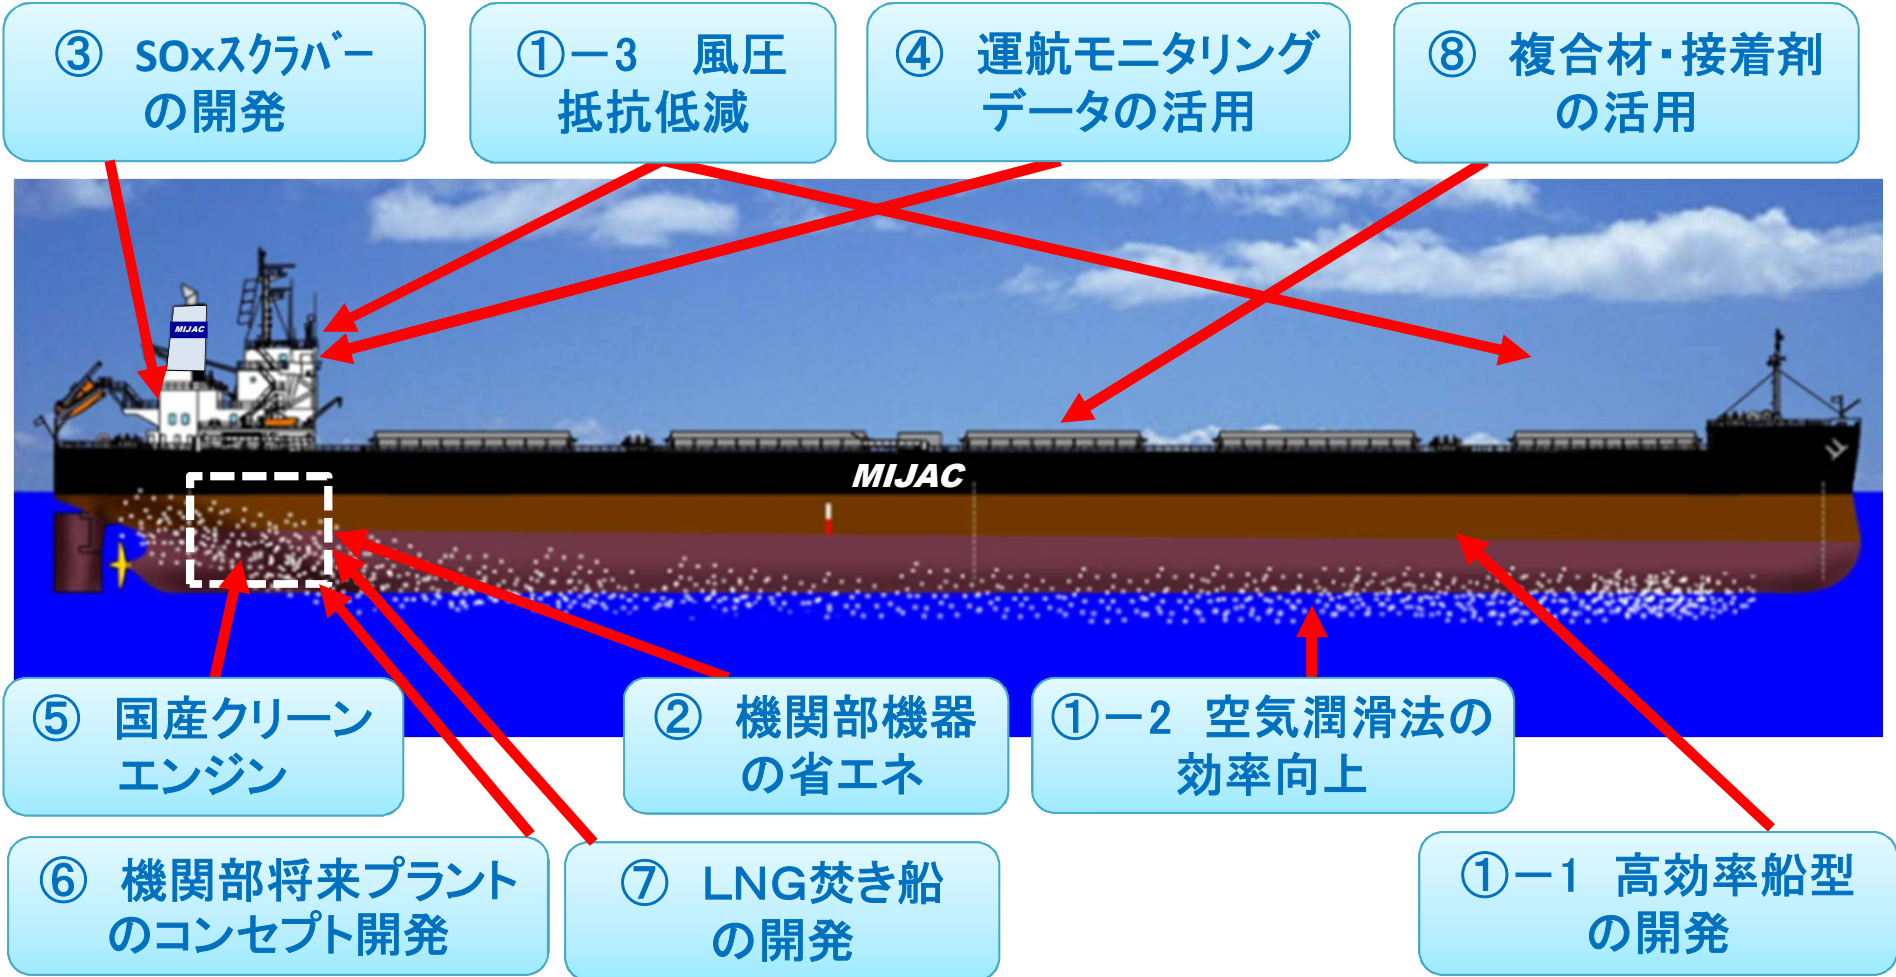 ③ SOxｽｸﾗﾊﾞｰ
の開発
①－3 風圧
抵抗低減
④ 運航モニタリング
データの活用
⑧ 複合材・接着剤
の活用
MIJAC
MIJAC
⑤ 国産クリーン
エンジン
② 機関部機器
の省エネ
①－2 空気潤滑法の
効率向上
⑥ 機関部将来プラント
のコンセプト開発
⑦ ＬＮＧ焚き船
の開発
①－1 高効率船型
の開発